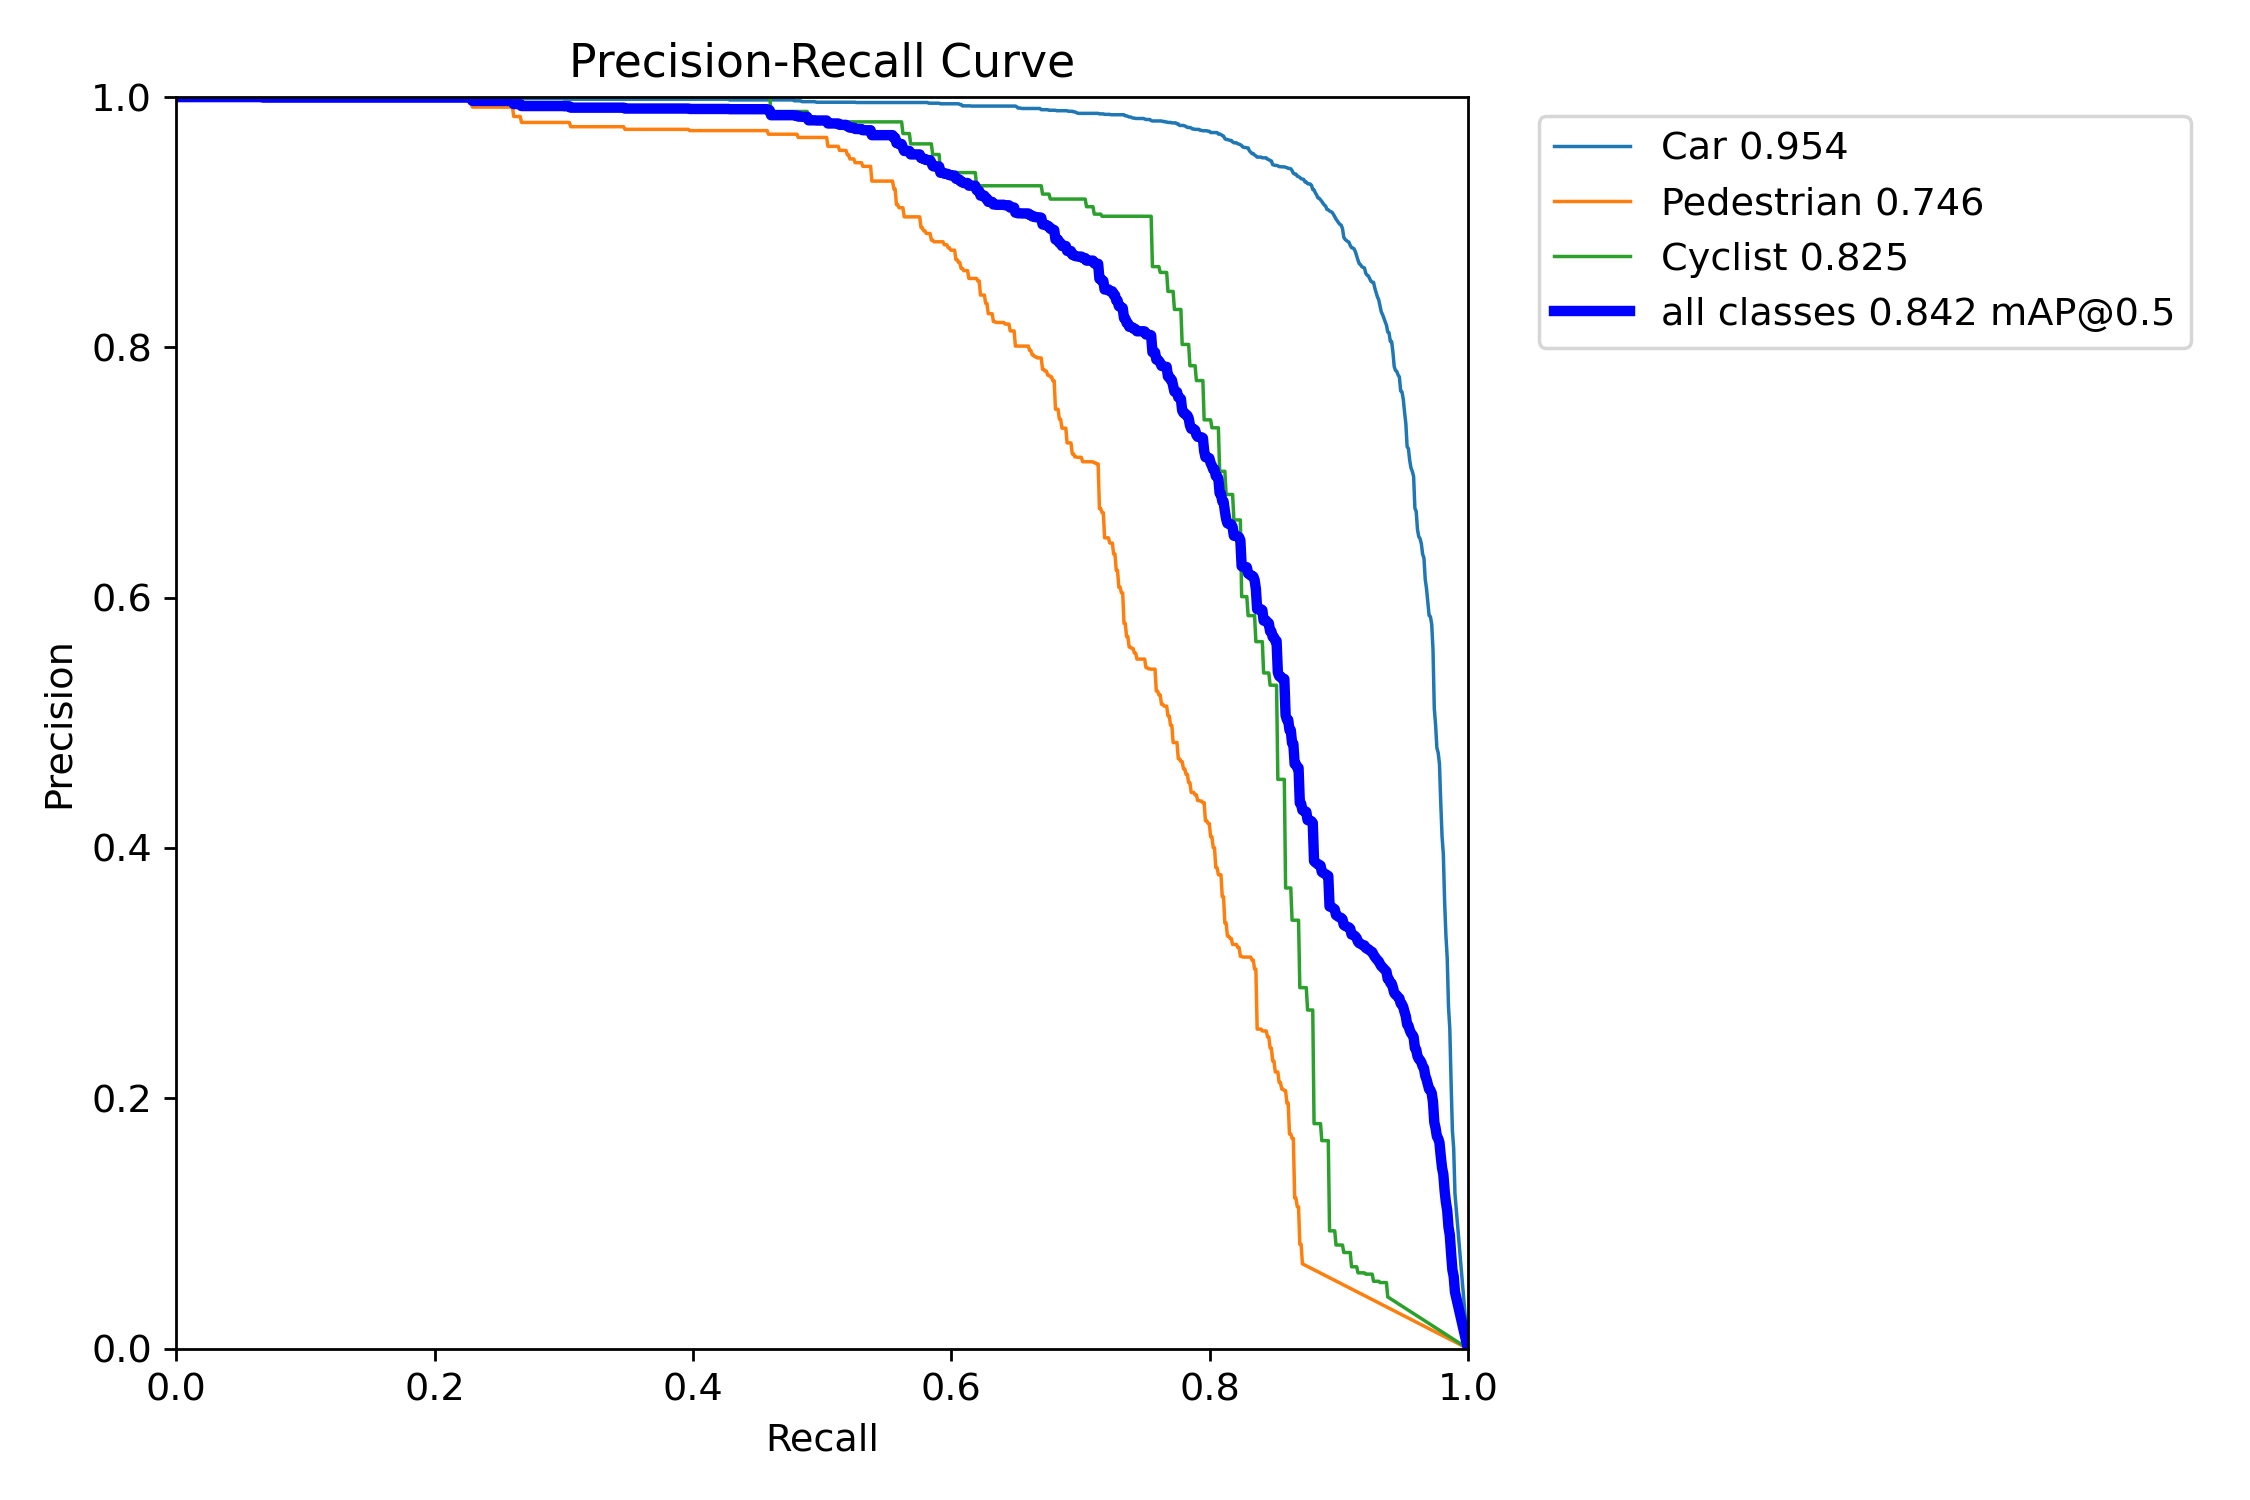 Precision-Recall Curve
1.0
0.8
0.6
0.4
0.2
0.0
Precision
0.0 0.2 0.4 0.6 0.8 1.0
Recall
Car 0.954
Pedestrian 0.746
Cyclist 0.825
all classes 0.842 mAP@0.5